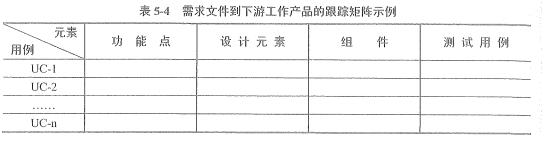 表 5-4 需求文件到下游工作产品的跟踪矩阵示例
元素
用例
功能点
设计元素
组件
测试用例
UC-1
UC-2
……
UC-n